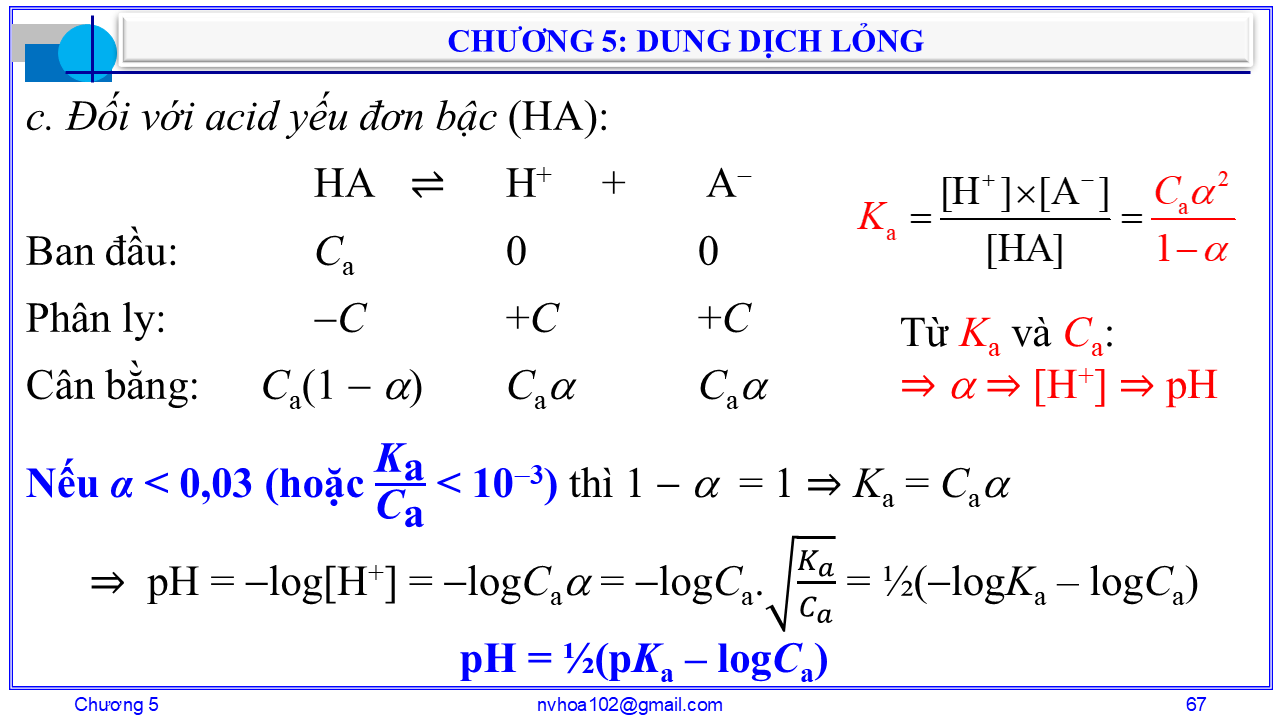 CHƯƠNG 5: DUNG DỊCH LỎNG
c. Đối với acid yếu đơn bậc (HA):
HA ⇌ H⁺ + A⁻
Ban đầu: Cₐ 0 0
Phân ly: –C +C +C
Cân bằng: Cₐ(1 – α) Cₐα Cₐα
Kₐ = [H⁺]×[A⁻] / [HA] = Cₐα² / 1–α
Từ Kₐ và Cₐ:
⇒ α ⇒ [H⁺] ⇒ pH
Nếu α < 0,03 (hoặc Kₐ/Cₐ < 10⁻³) thì 1 – α = 1 ⇒ Kₐ = Cₐα
⇒ pH = –log[H⁺] = –logCₐα = –logCₐ.√(Kₐ/Cₐ) = ½(–logKₐ – logCₐ)
pH = ½(pKₐ – logCₐ)
Chương 5 nvhoa102@gmail.com 67